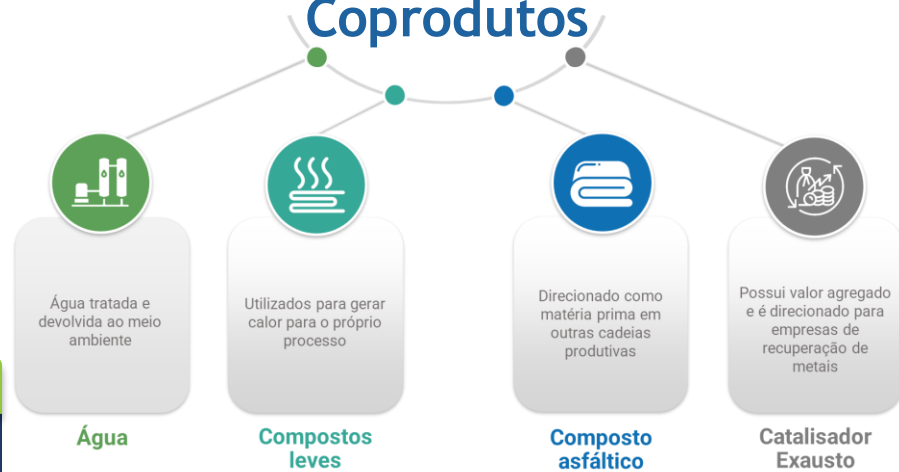 Coprodutos
Água tratada e
devolvida ao meio
ambiente
Água
Utilizados para gerar
calor para o próprio
processo
Compostos
leves
Direcionado como
matéria prima em
outras cadeias
produtivas
Composto
asfáltico
Possui valor agregado
e é direcionado para
empresas de
recuperação de
metais
Catalisador
Exausto